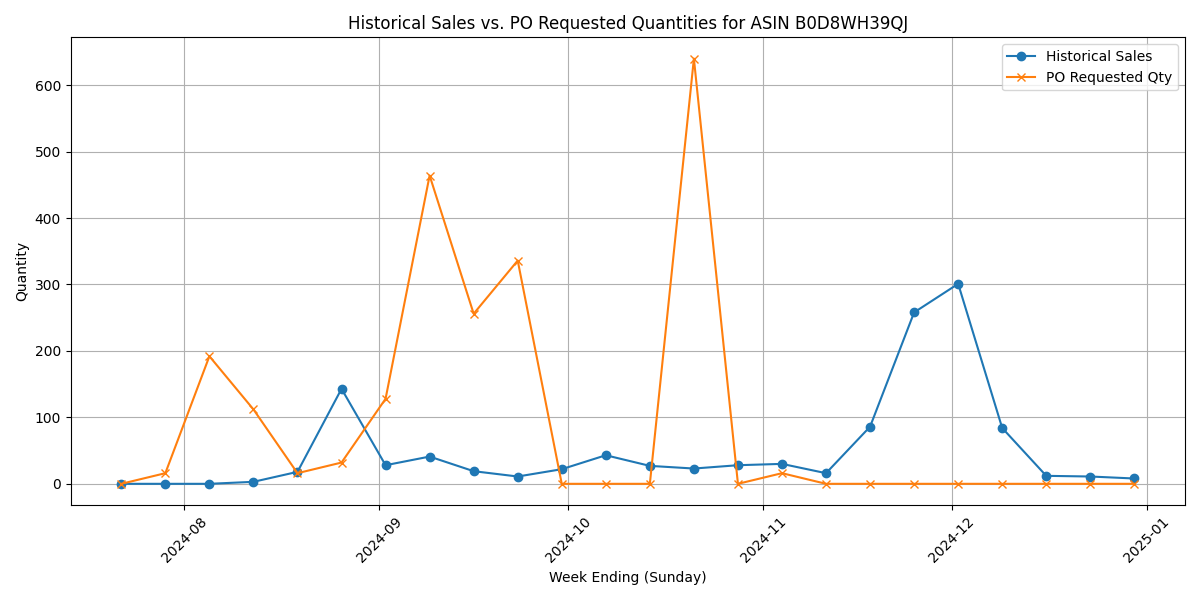 Historical Sales vs. PO Requested Quantities for ASIN B0D8WH39QJ
Historical Sales
PO Requested Qty
Quantity
600
500
400
300
200
100
0
2024-08
2024-09
2024-10
2024-11
2024-12
2025-01
Week Ending (Sunday)